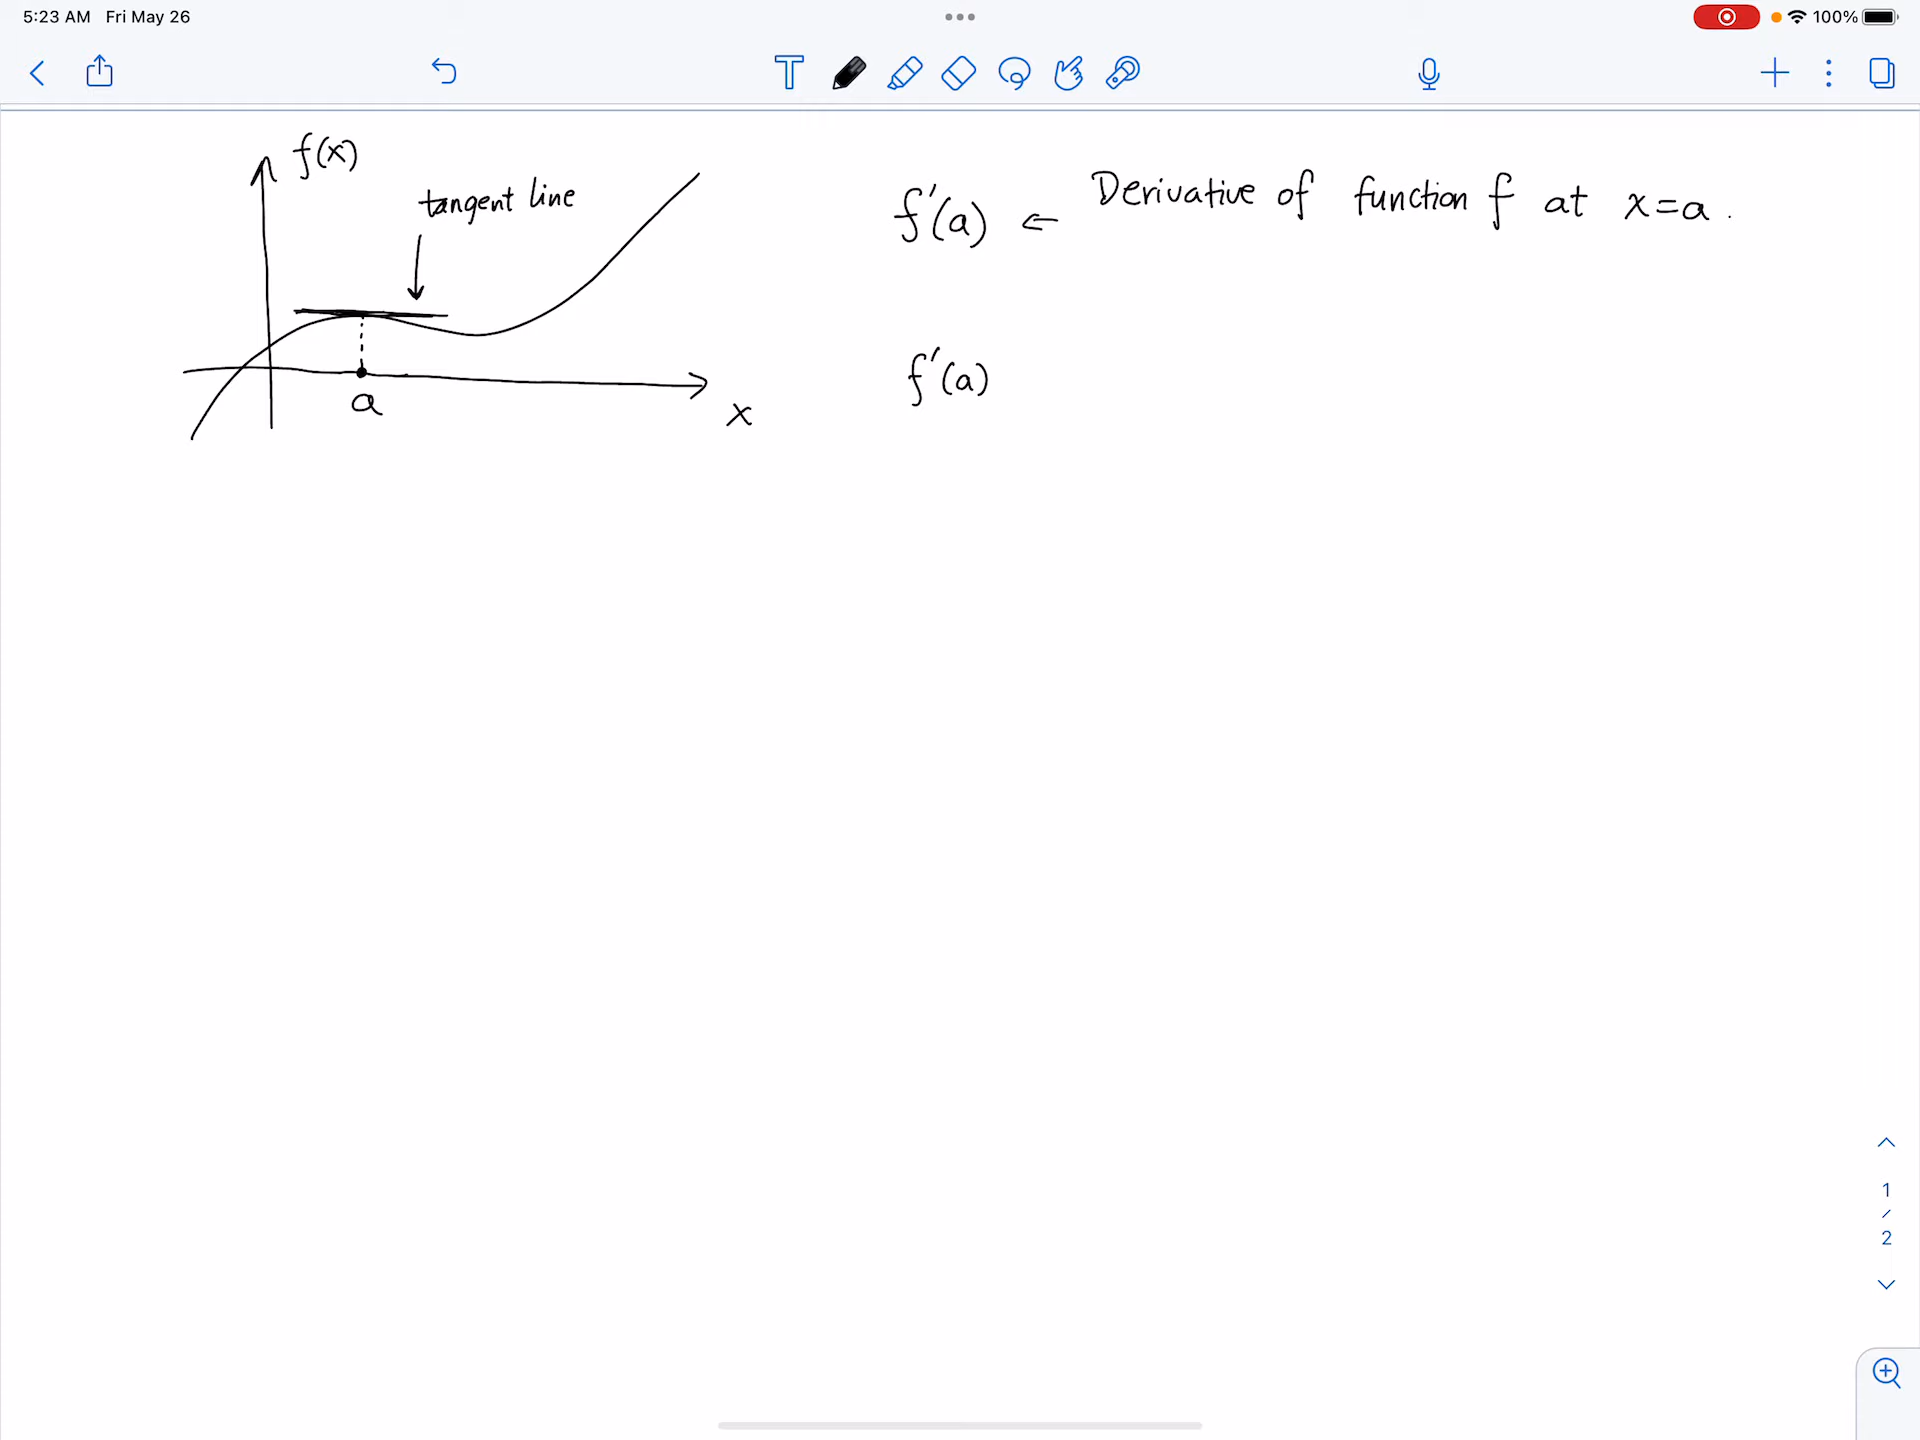 5:23 AM Fri May 26
100%
f(x)
tangent line
a
x
f'(a) ← Derivative of function f at x=a.
f'(a)
1
/
2